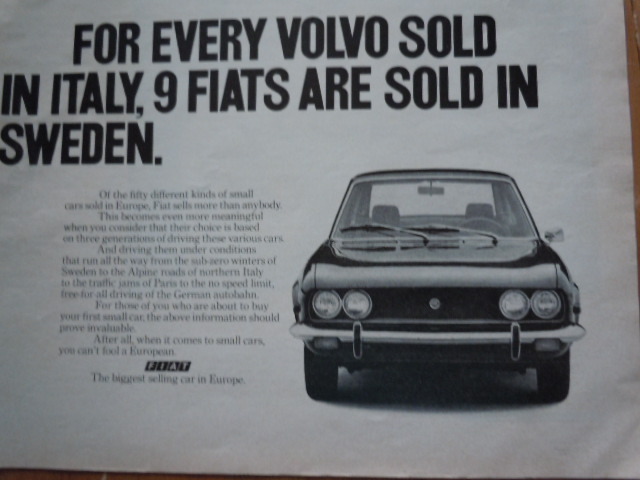 FOR EVERY VOLVO SOLD
IN ITALY, 9 FIATS ARE SOLD IN
SWEDEN.
Of the fifty different kinds of small
cars sold in Europe, Fiat sells more than anybody.
This becomes even more meaningful
when you consider that their choice is based
on three generations of driving these various cars.
And driving them under conditions
that run all the way from the sub-zero winters of
Sweden to the Alpine roads of northern Italy
to the traffic jams of Paris to the no speed limit,
free-for-all driving of the German autobahn.
For those of you who are about to buy
your first small car, the above information should
prove invaluable.
After all, when it comes to small cars,
you can't fool a European.
FIAT
The biggest selling car in Europe.